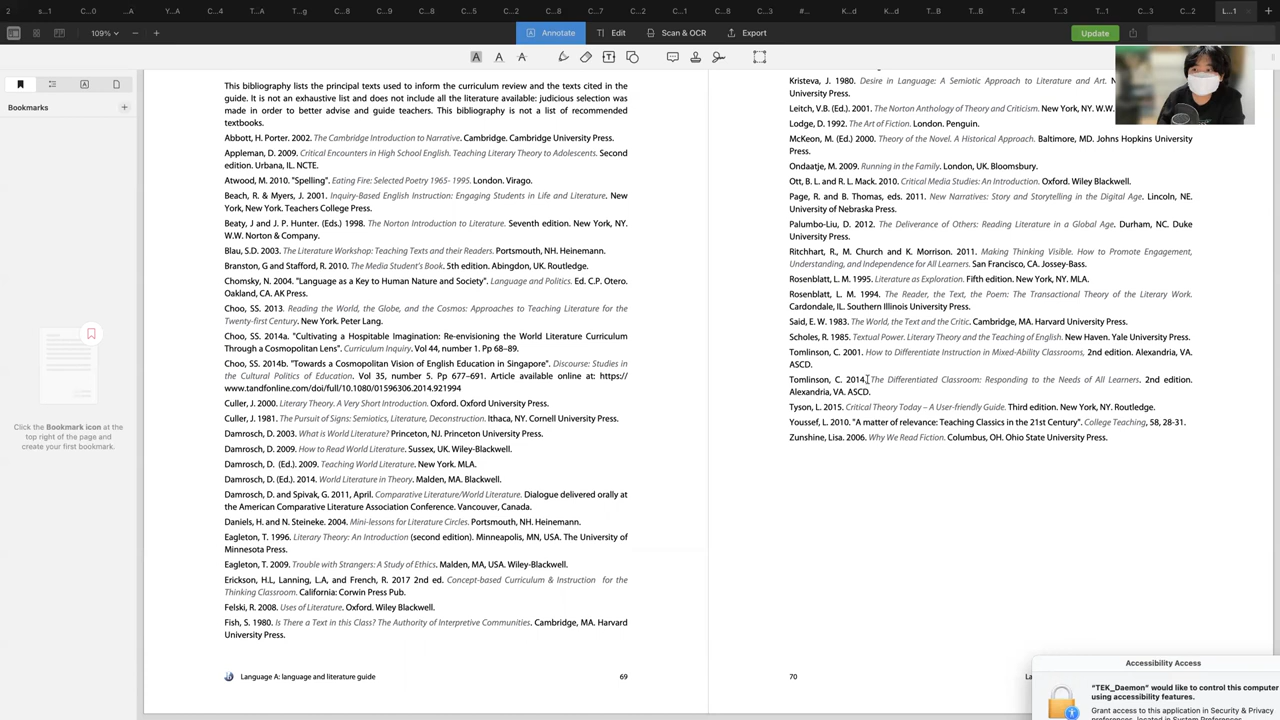 2
C...o
A...
Y...A
C...4
T...g
C...B
C...
Y...C
C...2
C...1
C...8
C...3
K...d
K...d
T...B
T...1
C...1
T...3
C...3
C...2
L...1
109%
Annotate
Edit
Scan & OCR
Export
Update
Bookmarks
Click the Bookmark icon at the
top right of the page and
create your first bookmark.
This bibliography lists the principal texts used to inform the curriculum review and the texts cited in the
guide. It is not an exhaustive list and does not include all the literature available: judicious selection was
made in order to better advise and guide teachers. This bibliography is not a list of recommended
textbooks.
Abbott, H. Porter. 2002. The Cambridge Introduction to Narrative. Cambridge. Cambridge University Press.
Appleman, D. 2009. Critical Encounters in High School English. Teaching Literary Theory to Adolescents. Second
edition. Urbana, IL. NCTE.
Atwood, M. 2010. "Spelling". Eating Fire: Selected Poetry 1965- 1995. London. Virago.
Beach, R. & Myers, J. 2001. Inquiry-Based English Instruction: Engaging Students in Life and Literature. New
York, New York. Teachers College Press.
Beaty, J and J. P. Hunter. (Eds.) 1998. The Norton Introduction to Literature. Seventh edition. New York, NY.
W.W. Norton & Company.
Blau, S.D. 2003. The Literature Workshop: Teaching Texts and their Readers. Portsmouth, NH. Heinemann.
Branston, G and Stafford, R. 2010. The Media Student's Book. 5th edition. Abingdon, UK. Routledge.
Chomsky, N. 2004. "Language as a Key to Human Nature and Society". Language and Politics. Ed. C.P. Otero.
Oakland, CA. AK Press.
Choo, SS. 2013. Reading the World, the Globe, and the Cosmos: Approaches to Teaching Literature for the
Twenty-first Century. New York. Peter Lang.
Choo, SS. 2014a. "Cultivating a Hospitable Imagination: Re-envisioning the World Literature Curriculum
Through a Cosmopolitan Lens". Curriculum Inquiry. Vol 44, number 1. Pp 68–89.
Choo, SS. 2014b. "Towards a Cosmopolitan Vision of English Education in Singapore". Discourse: Studies in
the Cultural Politics of Education. Vol 35, number 5. Pp 677–691. Article available online at: https://
www.tandfonline.com/doi/full/10.1080/01596306.2014.921994
Culler, J. 2000. Literary Theory. A Very Short Introduction. Oxford. Oxford University Press.
Culler, J. 1981. The Pursuit of Signs: Semiotics, Literature, Deconstruction. Ithaca, NY. Cornell University Press.
Damrosch, D. 2003. What is World Literature? Princeton, NJ. Princeton University Press.
Damrosch, D. 2009. How to Read World Literature. Sussex, UK. Wiley-Blackwell.
Damrosch, D. (Ed.). 2009. Teaching World Literature. New York. MLA.
Damrosch, D. (Ed.). 2014. World Literature in Theory. Malden, MA. Blackwell.
Damrosch, D. and Spivak, G. 2011, April. Comparative Literature/World Literature. Dialogue delivered orally at
the American Comparative Literature Association Conference. Vancouver, Canada.
Daniels, H. and N. Steineke. 2004. Mini-lessons for Literature Circles. Portsmouth, NH. Heinemann.
Eagleton, T. 1996. Literary Theory: An Introduction (second edition). Minneapolis, MN, USA. The University of
Minnesota Press.
Eagleton, T. 2009. Trouble with Strangers: A Study of Ethics. Malden, MA, USA. Wiley-Blackwell.
Erickson, H.L, Lanning, L.A, and French, R. 2017 2nd ed. Concept-based Curriculum & Instruction for the
Thinking Classroom. California: Corwin Press Pub.
Felski, R. 2008. Uses of Literature. Oxford. Wiley Blackwell.
Fish, S. 1980. Is There a Text in this Class? The Authority of Interpretive Communities. Cambridge, MA. Harvard
University Press.
Language A: language and literature guide
69
Kristeva, J. 1980. Desire in Language: A Semiotic Approach to Literature and Art.
University Press.
Leitch, V.B. (Ed.). 2001. The Norton Anthology of Theory and Criticism. New York, NY. W.W.
Lodge, D. 1992. The Art of Fiction. London. Penguin.
McKeon, M. (Ed.) 2000. Theory of the Novel. A Historical Approach. Baltimore, MD. Johns Hopkins University
Press.
Ondaatje, M. 2009. Running in the Family. London, UK. Bloomsbury.
Ott, B. L. and R. L. Mack. 2010. Critical Media Studies: An Introduction. Oxford. Wiley Blackwell.
Page, R. and B. Thomas, eds. 2011. New Narratives: Story and Storytelling in the Digital Age. Lincoln, NE.
University of Nebraska Press.
Palumbo-Liu, D. 2012. The Deliverance of Others: Reading Literature in a Global Age. Durham, NC. Duke
University Press.
Ritchhart, R., M. Church and K. Morrison. 2011. Making Thinking Visible. How to Promote Engagement,
Understanding, and Independence for All Learners. San Francisco, CA. Jossey-Bass.
Rosenblatt, L. M. 1995. Literature as Exploration. Fifth edition. New York, NY. MLA.
Rosenblatt, L. M. 1994. The Reader, the Text, the Poem: The Transactional Theory of the Literary Work.
Cardondale, IL. Southern Illinois University Press.
Said, E. W. 1983. The World, the Text and the Critic. Cambridge, MA. Harvard University Press.
Scholes, R. 1985. Textual Power. Literary Theory and the Teaching of English. New Haven. Yale University Press.
Tomlinson, C. 2001. How to Differentiate Instruction in Mixed-Ability Classrooms, 2nd edition. Alexandria, VA.
ASCD.
Tomlinson, C. 2014. The Differentiated Classroom: Responding to the Needs of All Learners. 2nd edition.
Alexandria, VA. ASCD.
Tyson, L. 2015. Critical Theory Today – A User-friendly Guide. Third edition. New York, NY. Routledge.
Youssef, L. 2010. "A matter of relevance: Teaching Classics in the 21st Century". College Teaching, 58, 28-31.
Zunshine, Lisa. 2006. Why We Read Fiction. Columbus, OH. Ohio State University Press.
70
Accessibility Access
"TEK_Daemon" would like to control this computer
using accessibility features.
Grant access to this application in Security & Privacy
preferences, located in System Preferences.